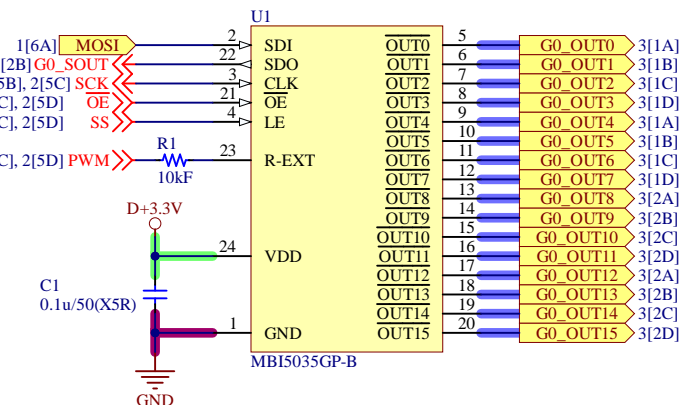 U1
1[6A] MOSI 2 SDI OUT0 5 G0_OUT0 3[1A]
[2B] G0_SOUT 22 SDO OUT1 6 G0_OUT1 3[1B]
5B], 2[5C] SCK 3 CLK OUT2 7 G0_OUT2 3[1C]
C], 2[5D] OE 21 OE OUT3 8 G0_OUT3 3[1D]
C], 2[5D] SS 4 LE OUT4 9 G0_OUT4 3[1A]
OUT5 10 G0_OUT5 3[1B]
R1
C], 2[5D] PWM 23 R-EXT OUT6 11 G0_OUT6 3[1C]
10kF
OUT7 12 G0_OUT7 3[1D]
OUT8 13 G0_OUT8 3[2A]
D+3.3V
OUT9 14 G0_OUT9 3[2B]
OUT10 15 G0_OUT10 3[2C]
24 VDD OUT11 16 G0_OUT11 3[2D]
OUT12 17 G0_OUT12 3[2A]
C1
0.1u/50(X5R)
OUT13 18 G0_OUT13 3[2B]
OUT14 19 G0_OUT14 3[2C]
1 GND OUT15 20 G0_OUT15 3[2D]
MBI5035GP-B
GND